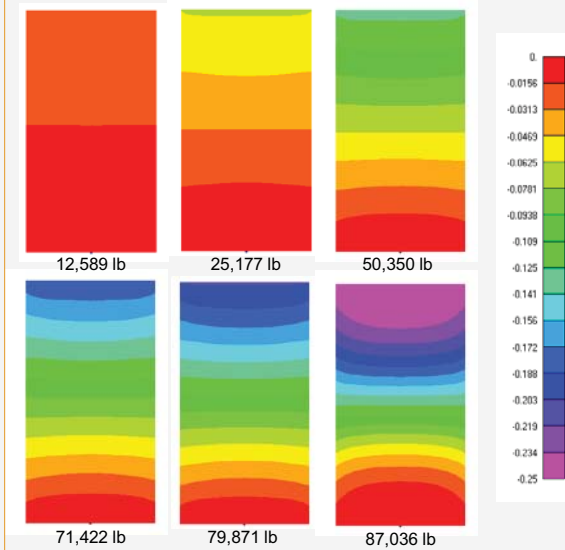 12,589 lb
25,177 lb
50,350 lb
71,422 lb
79,871 lb
87,036 lb
0.
-0.0156
-0.0313
-0.0469
-0.0625
-0.0781
-0.0938
-0.109
-0.125
-0.141
-0.156
-0.172
-0.188
-0.203
-0.219
-0.234
-0.25